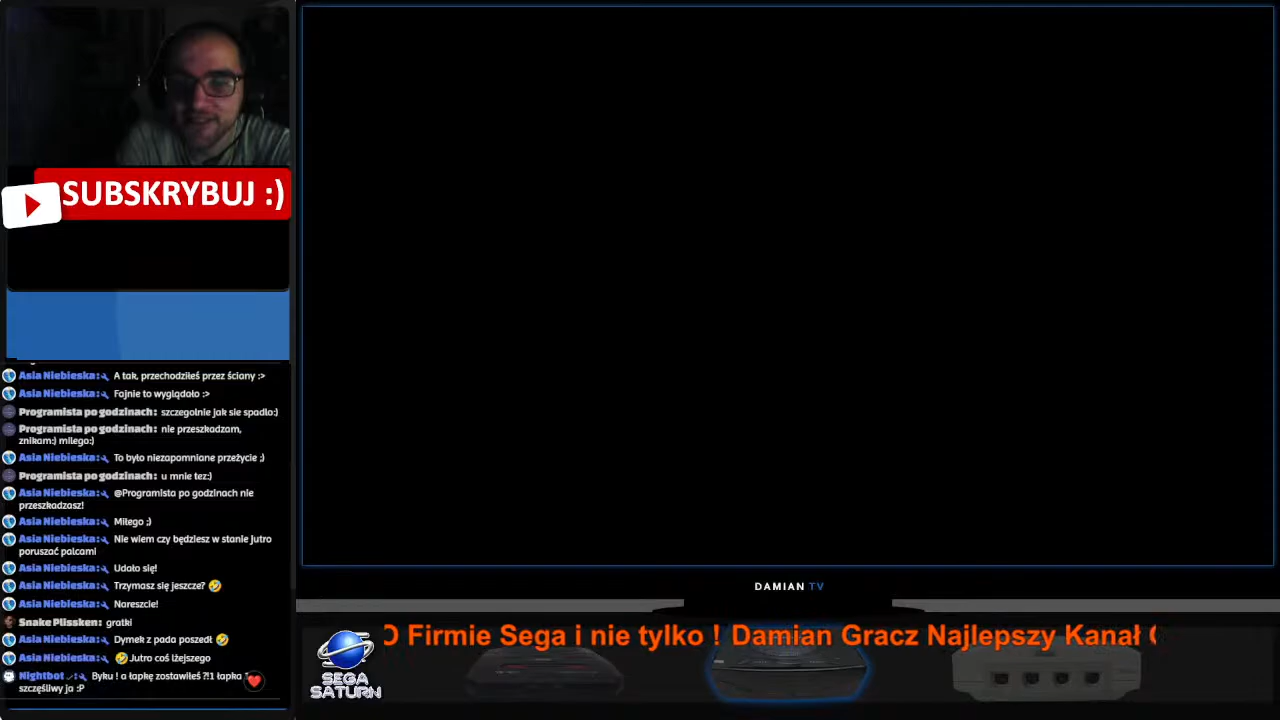 SUBSKRYBUJ :)
Asia Niebieska: A tak, przechodziłeś przez ściany :>
Asia Niebieska: Fajnie to wyglądało :>
Programista po godzinach: szczegolnie jak sie spadlo:)
Programista po godzinach: nie przeszkadzam,
znikam:) milego:)
Asia Niebieska: To było niezapomniane przeżycie ;)
Programista po godzinach: u mnie tez:)
Asia Niebieska: @Programista po godzinach nie
przeszkadzasz!
Asia Niebieska: Miłego ;)
Asia Niebieska: Nie wiem czy będziesz w stanie jutro
poruszać palcami
Asia Niebieska: Udało się!
Asia Niebieska: Trzymasz się jeszcze? 🤣
Asia Niebieska: Nareszcie!
Snake Plissken: gratki
Asia Niebieska: Dymek z pada poszedł 🤣
Asia Niebieska: 🤣Jutro coś lżejszego
Nightbot: Byku ! a łapkę zostawiłeś ?!1 łapka
szczęśliwy ja :P
DAMIAN TV
O Firmie Sega i nie tylko ! Damian Gracz Najlepszy Kanał
SEGA
SATURN